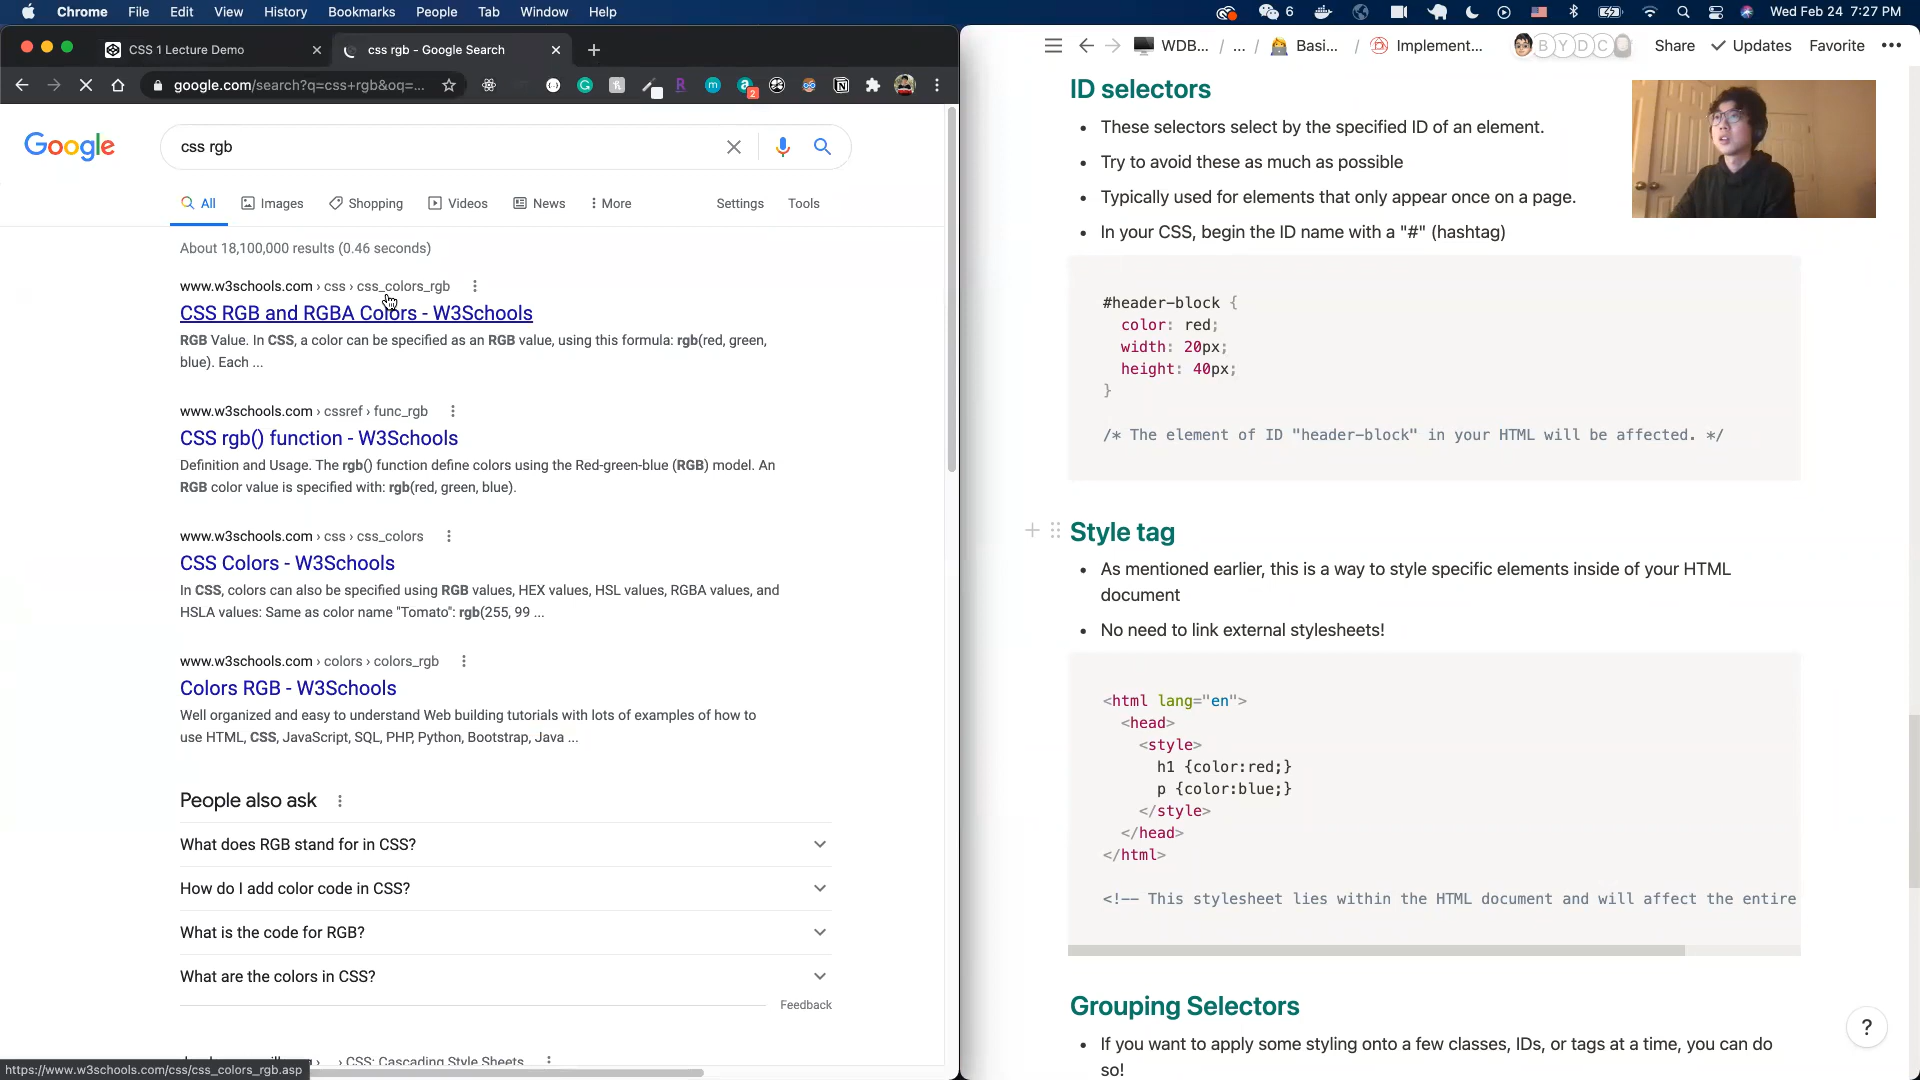 Chrome File Edit View History Bookmarks People Tab Window Help
6
Wed Feb 24 7:27 PM
CSS 1 Lecture Demo
css rgb - Google Search
google.com/search?q=css+rgb&oq=...
2
Google
css rgb
All Images Shopping Videos News More Settings Tools
About 18,100,000 results (0.46 seconds)
www.w3schools.com › css › css_colors_rgb
CSS RGB and RGBA Colors - W3Schools
RGB Value. In CSS, a color can be specified as an RGB value, using this formula: rgb(red, green,
blue). Each ...
www.w3schools.com › cssref › func_rgb
CSS rgb() function - W3Schools
Definition and Usage. The rgb() function define colors using the Red-green-blue (RGB) model. An
RGB color value is specified with: rgb(red, green, blue).
www.w3schools.com › css › css_colors
CSS Colors - W3Schools
In CSS, colors can also be specified using RGB values, HEX values, HSL values, RGBA values, and
HSLA values: Same as color name "Tomato": rgb(255, 99 ...
www.w3schools.com › colors › colors_rgb
Colors RGB - W3Schools
Well organized and easy to understand Web building tutorials with lots of examples of how to
use HTML, CSS, JavaScript, SQL, PHP, Python, Bootstrap, Java ...
People also ask
What does RGB stand for in CSS?
How do I add color code in CSS?
What is the code for RGB?
What are the colors in CSS?
Feedback
› CSS: Cascading Style Sheets
https://www.w3schools.com/css/css_colors_rgb.asp
WDB... / ... / Basi... / Implement...
B Y D C
Share Updates Favorite
ID selectors
• These selectors select by the specified ID of an element.
• Try to avoid these as much as possible
• Typically used for elements that only appear once on a page.
• In your CSS, begin the ID name with a "#" (hashtag)
#header-block {
color: red;
width: 20px;
height: 40px;
}
/* The element of ID "header-block" in your HTML will be affected. */
Style tag
• As mentioned earlier, this is a way to style specific elements inside of your HTML
document
• No need to link external stylesheets!
<html lang="en">
<head>
<style>
h1 {color:red;}
p {color:blue;}
</style>
</head>
</html>
<!-- This stylesheet lies within the HTML document and will affect the entire
Grouping Selectors
• If you want to apply some styling onto a few classes, IDs, or tags at a time, you can do
so!
?